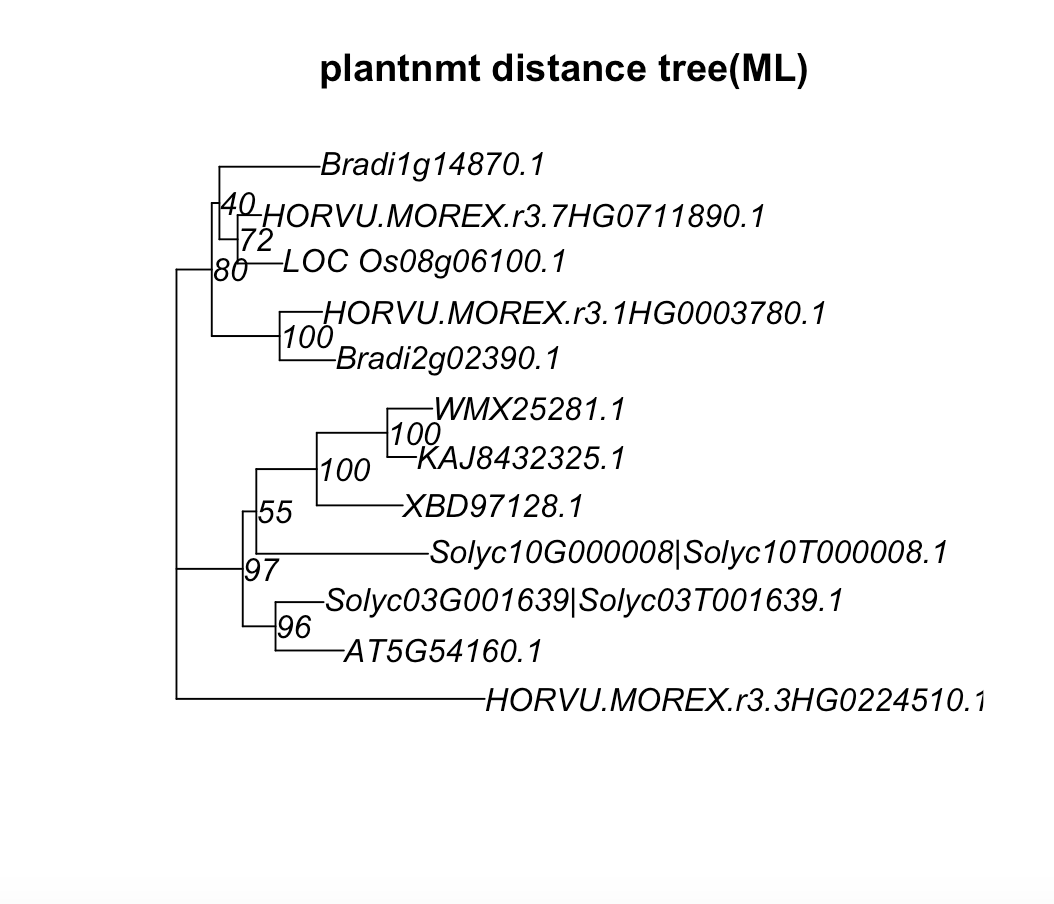 plantnmt distance tree(ML)
Bradi1g14870.1
40
HORVU.MOREX.r3.7HG0711890.1
72
LOC Os08g06100.1
80
HORVU.MOREX.r3.1HG0003780.1
100
Bradi2g02390.1
WMX25281.1
100
KAJ8432325.1
100
XBD97128.1
55
Solyc10G000008|Solyc10T000008.1
97
Solyc03G001639|Solyc03T001639.1
96
AT5G54160.1
HORVU.MOREX.r3.3HG0224510.1